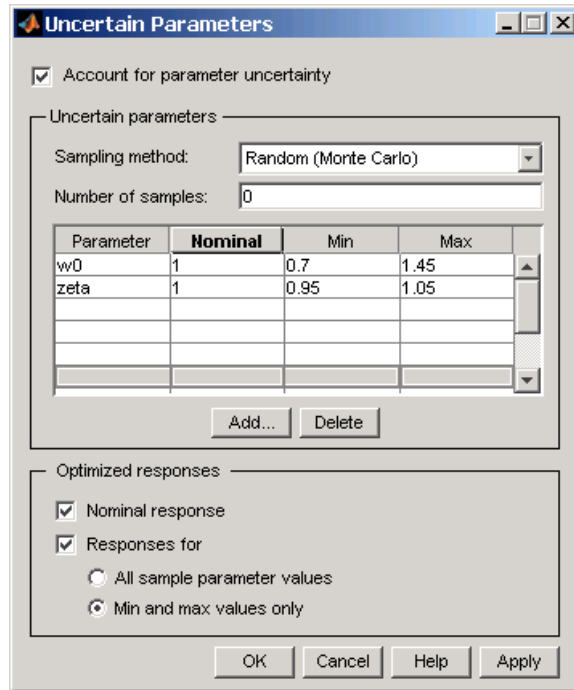 Uncertain Parameters
Account for parameter uncertainty
Uncertain parameters
Sampling method: Random (Monte Carlo)
Number of samples: 0
Parameter Nominal Min Max
w0 1 0.7 1.45
zeta 1 0.95 1.05
Add... Delete
Optimized responses
Nominal response
Responses for
All sample parameter values
Min and max values only
OK Cancel Help Apply